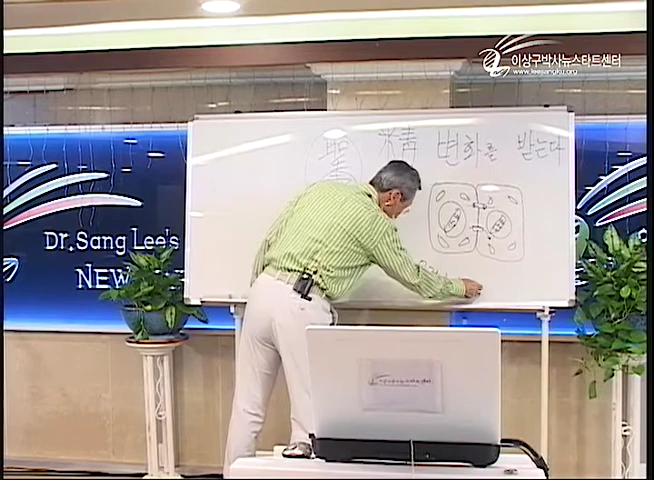 이상구박사뉴스타트센터
www.leesangku.org
聖 精 변화를 받는다
Dr.Sang Lee's
NEW